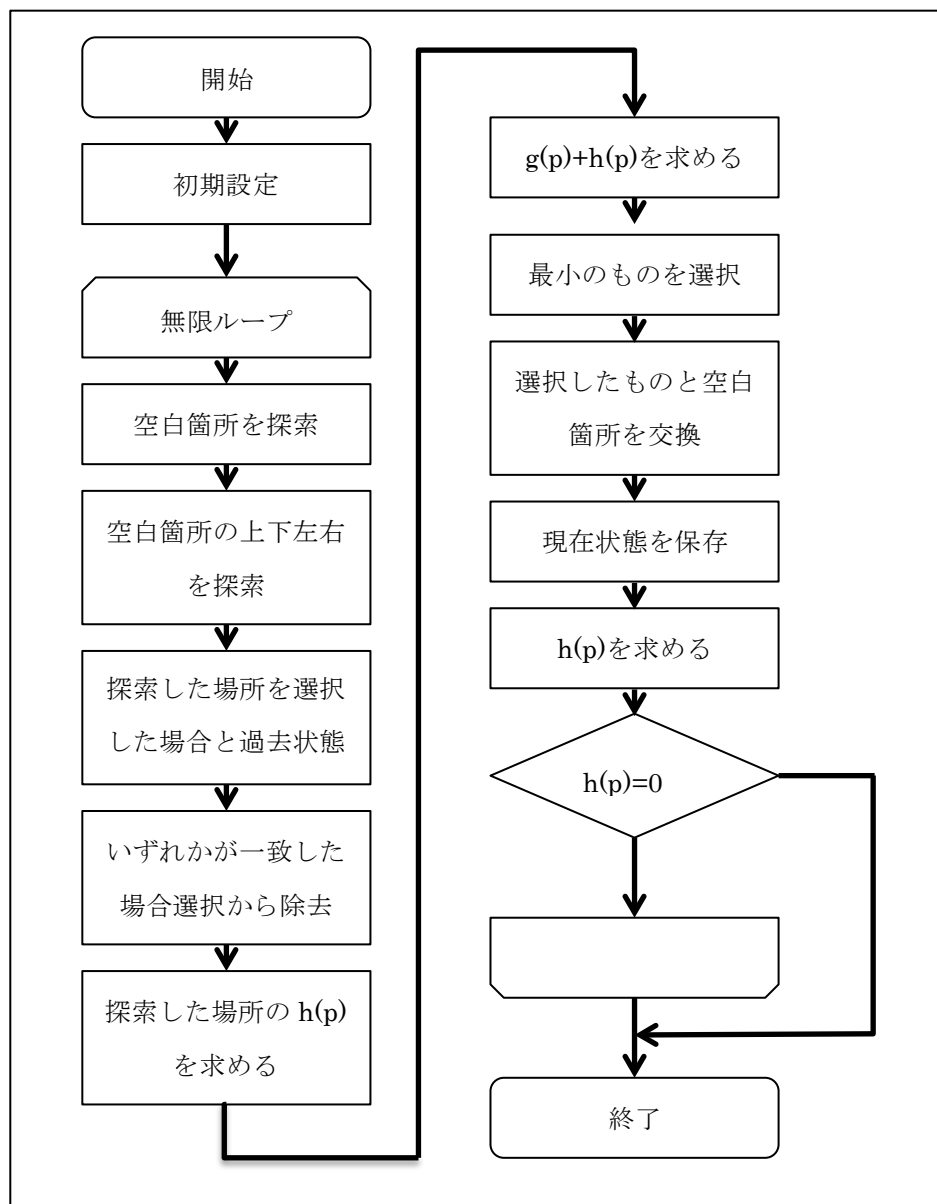 開始
初期設定
無限ループ
空白箇所を探索
空白箇所の上下左右
を探索
探索した場所を選択
した場合と過去状態
いずれかが一致した
場合選択から除去
探索した場所の h(p)
を求める
g(p)+h(p)を求める
最小のものを選択
選択したものと空白
箇所を交換
現在状態を保存
h(p)を求める
h(p)=0
終了